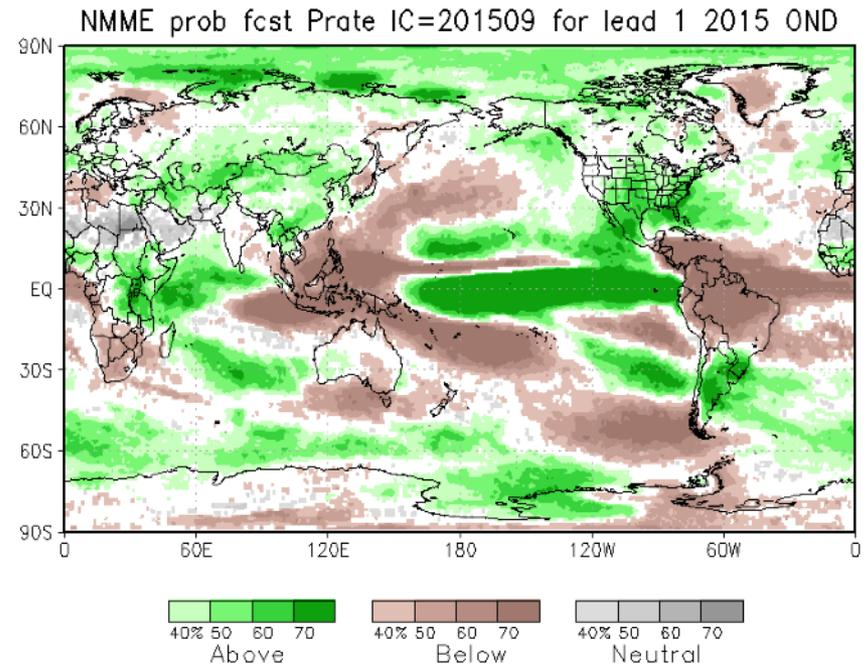 NMME prob fcst Prate IC=201509 for lead 1 2015 OND
90N
60N
30N
EQ
30S
60S
90S
0 60E 120E 180 120W 60W 0
40% 50 60 70 40% 50 60 70 40% 50 60 70
Above Below Neutral